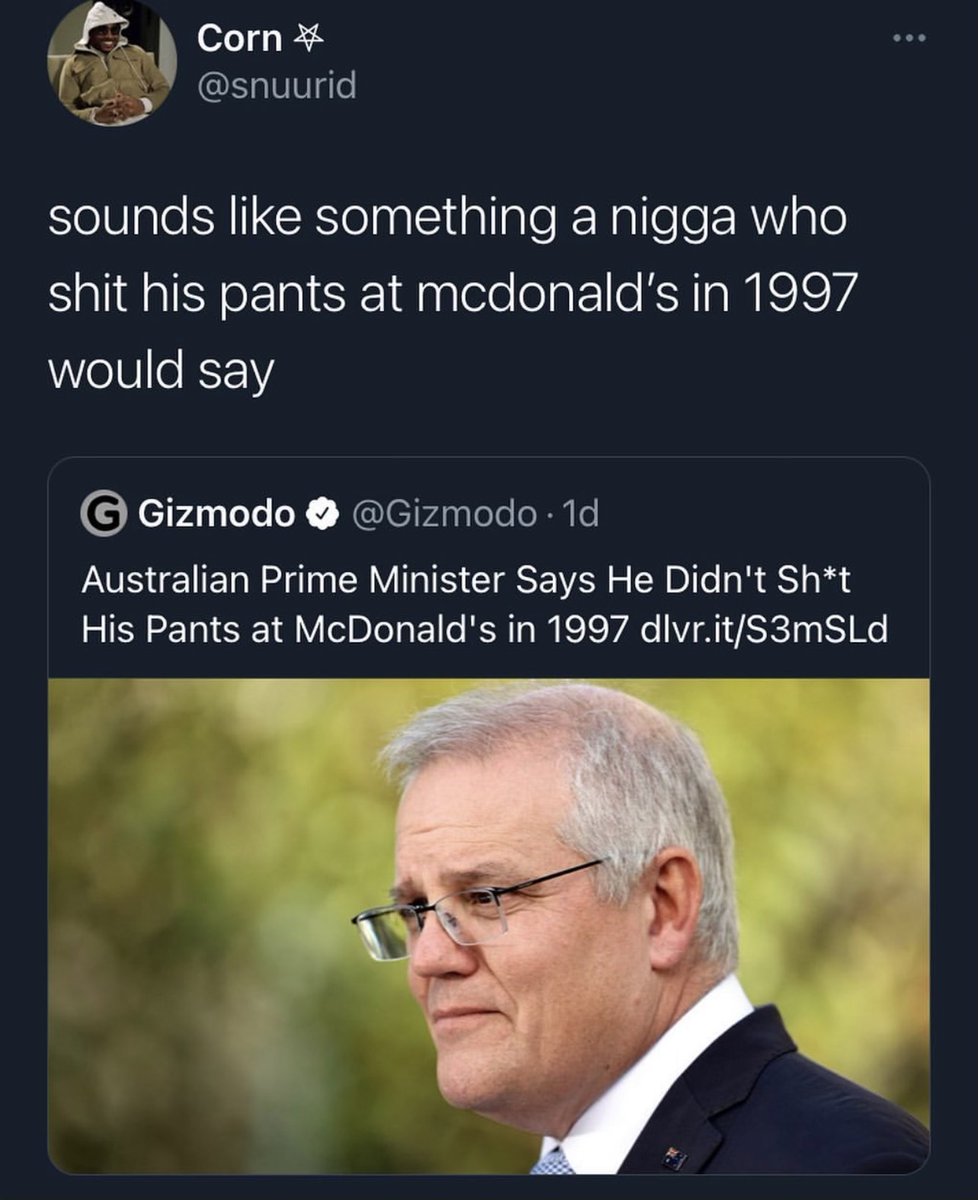 Corn ⛧
@snuurid
sounds like something a nigga who
shit his pants at mcdonald's in 1997
would say
G Gizmodo @Gizmodo · 1d
Australian Prime Minister Says He Didn't Sh*t
His Pants at McDonald's in 1997 dlvr.it/S3mSLd